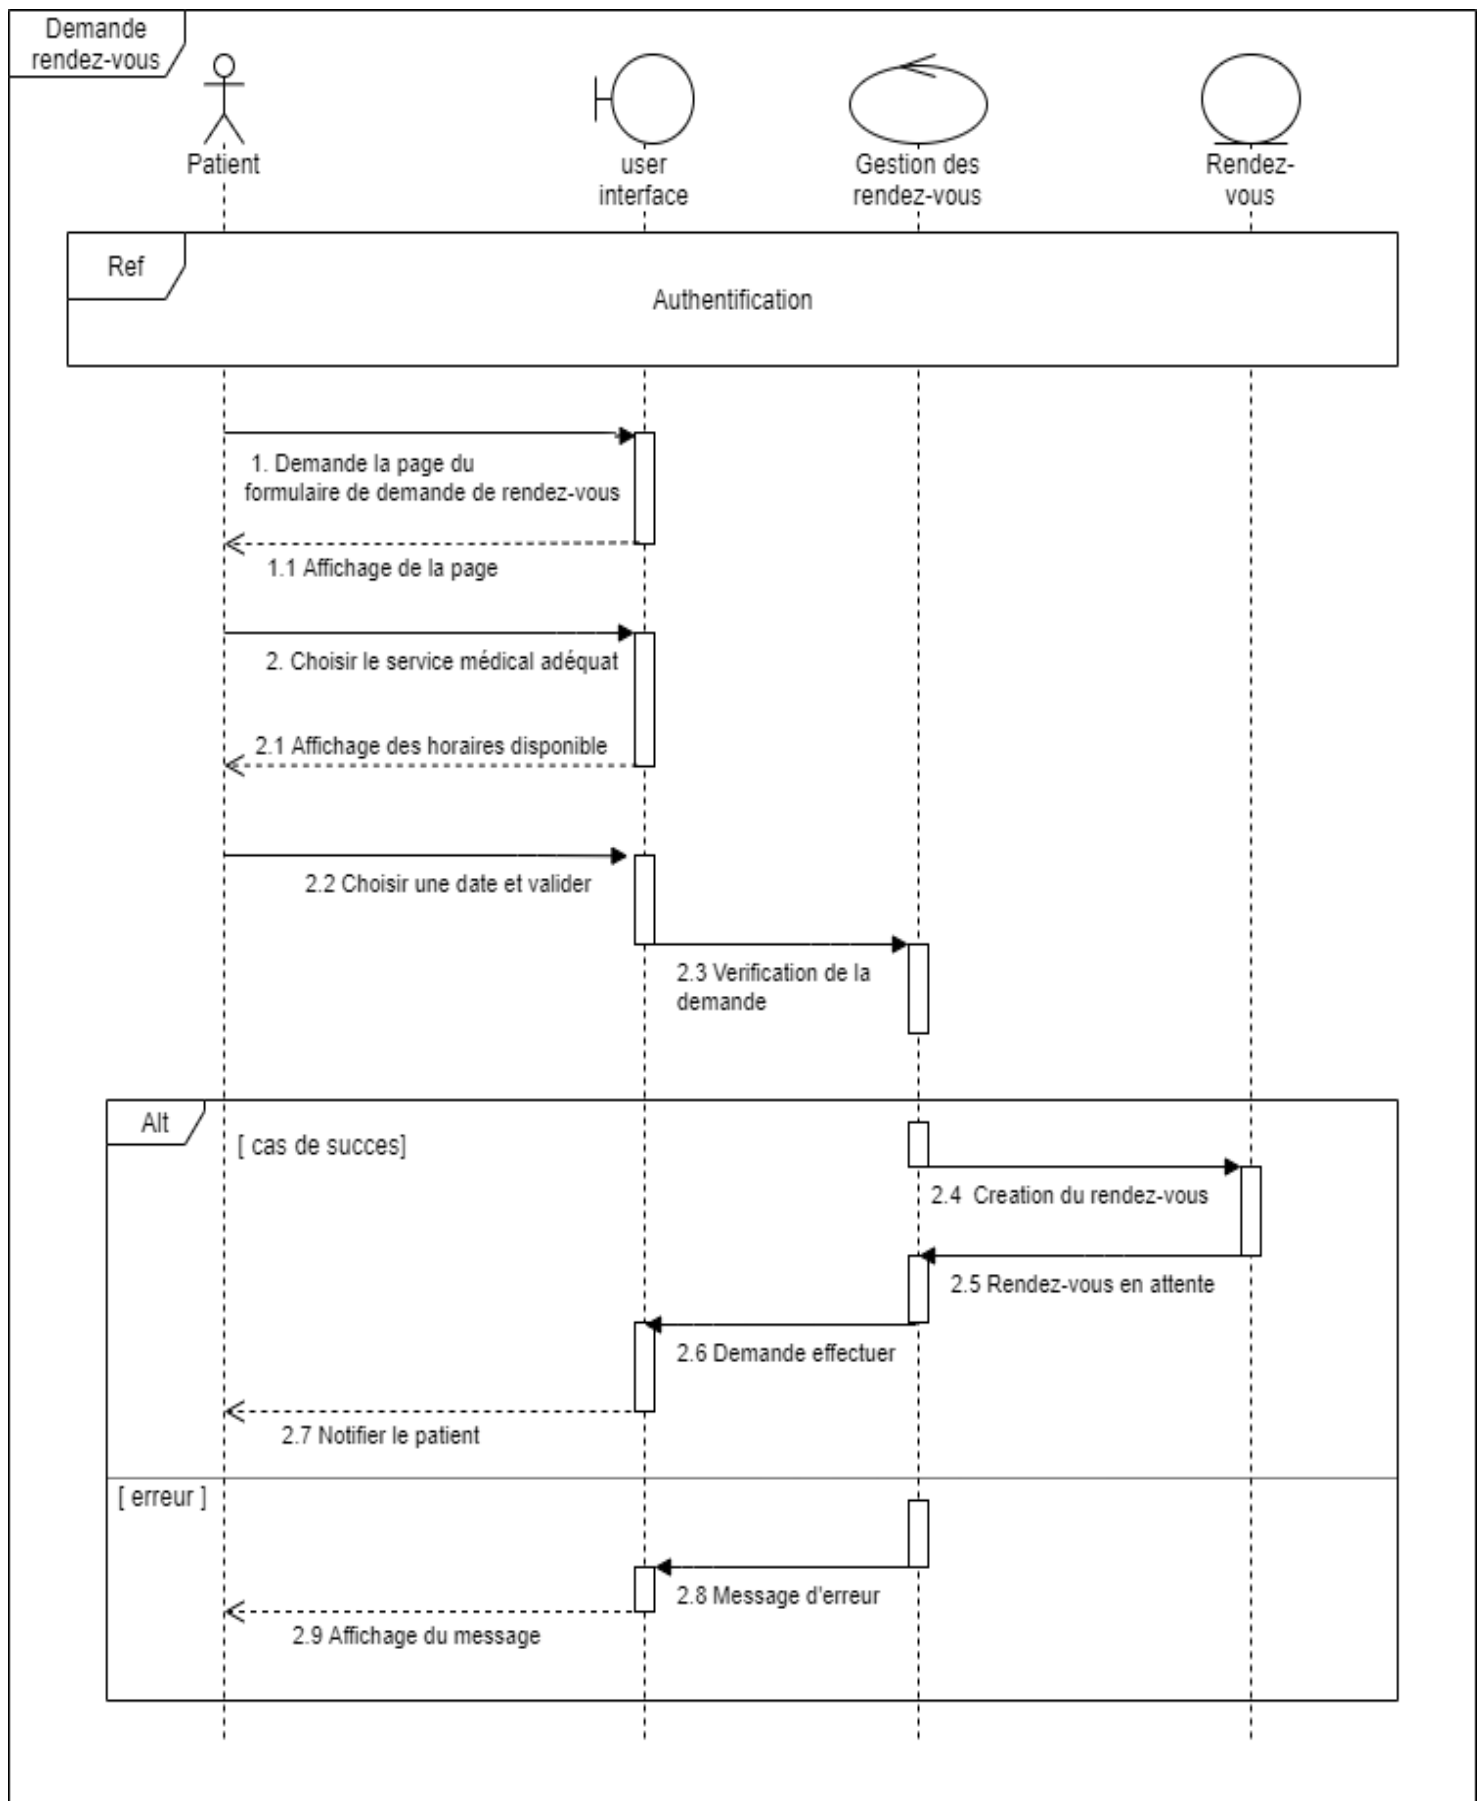 Demande
rendez-vous
Patient
user
interface
Gestion des
rendez-vous
Rendez-
vous
Ref
Authentification
1. Demande la page du
formulaire de demande de rendez-vous
1.1 Affichage de la page
2. Choisir le service médical adéquat
2.1 Affichage des horaires disponible
2.2 Choisir une date et valider
2.3 Verification de la
demande
Alt
[ cas de succes]
2.4 Creation du rendez-vous
2.5 Rendez-vous en attente
2.6 Demande effectuer
2.7 Notifier le patient
[ erreur ]
2.8 Message d'erreur
2.9 Affichage du message